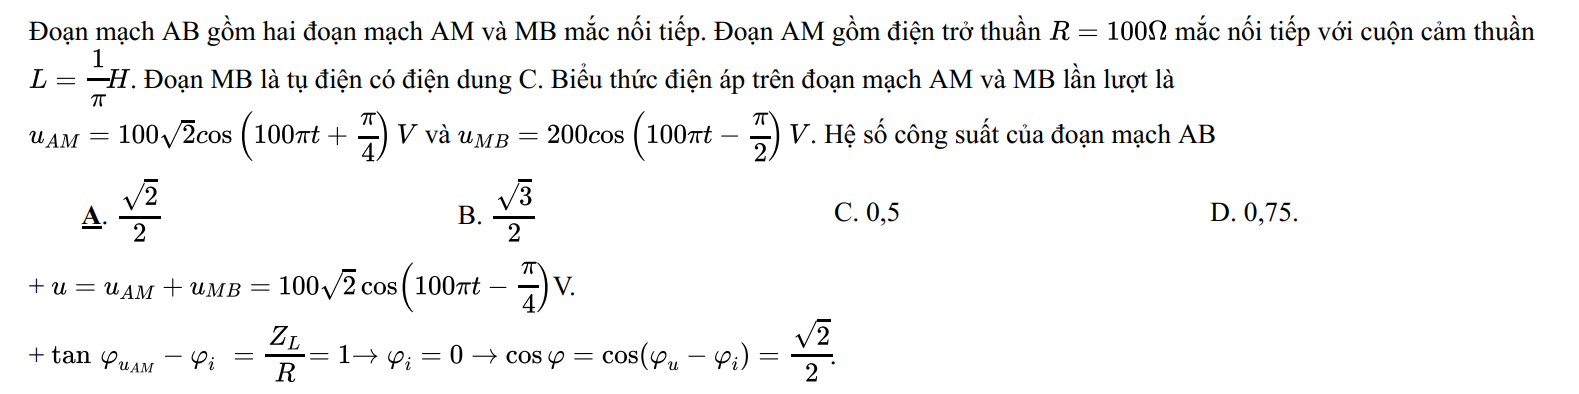 Đoạn mạch AB gồm hai đoạn mạch AM và MB mắc nối tiếp. Đoạn AM gồm điện trở thuần $R = 100\Omega$ mắc nối tiếp với cuộn cảm thuần
$L = \frac{1}{\pi}H$. Đoạn MB là tụ điện có điện dung C. Biểu thức điện áp trên đoạn mạch AM và MB lần lượt là
$u_{AM} = 100\sqrt{2}cos\left(100\pi t + \frac{\pi}{4}\right) V$ và $u_{MB} = 200cos\left(100\pi t - \frac{\pi}{2}\right) V$. Hệ số công suất của đoạn mạch AB
A. $\frac{\sqrt{2}}{2}$ B. $\frac{\sqrt{3}}{2}$ C. 0,5 D. 0,75.
+ $u = u_{AM} + u_{MB} = 100\sqrt{2}\cos\left(100\pi t - \frac{\pi}{4}\right)$V.
+ $\tan \varphi_{u_{AM}} - \varphi_i = \frac{Z_L}{R} = 1 \rightarrow \varphi_i = 0 \rightarrow \cos\varphi = \cos(\varphi_u - \varphi_i) = \frac{\sqrt{2}}{2}$.